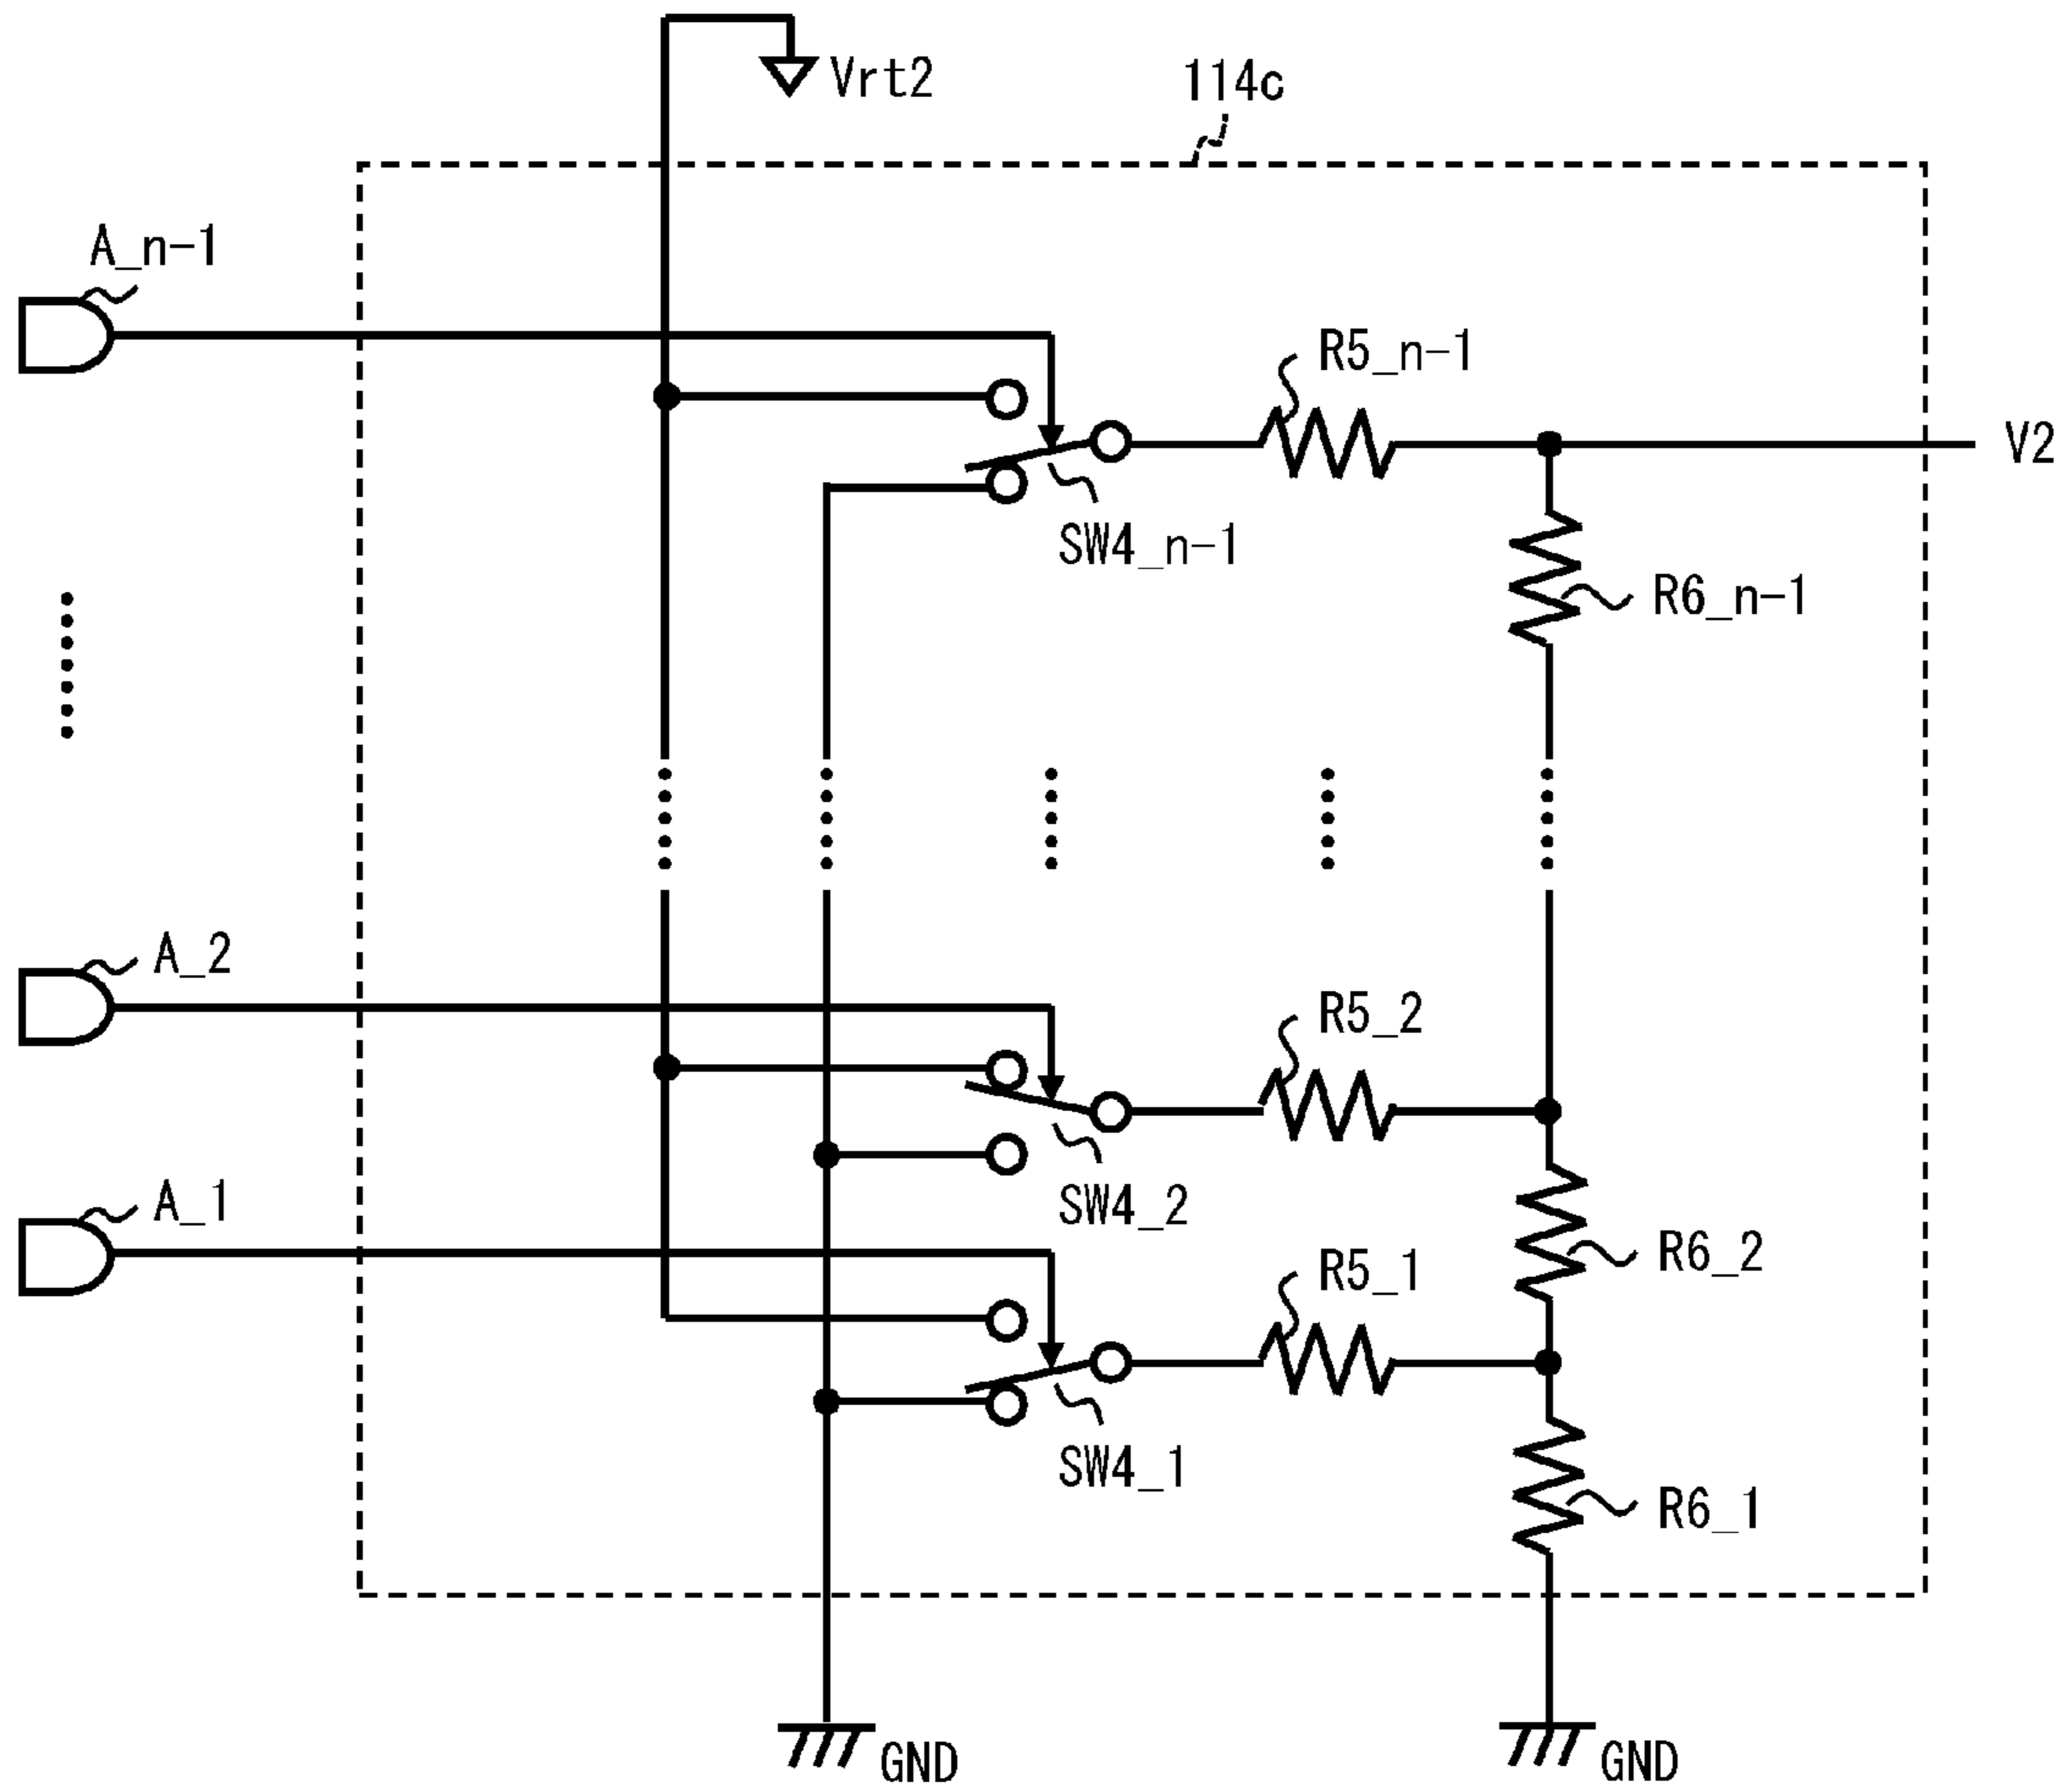 Vrt2
114c
A_n-1
R5_n-1
V2
SW4_n-1
R6_n-1
A_2
R5_2
SW4_2
A_1
R6_2
R5_1
SW4_1
R6_1
GND
GND